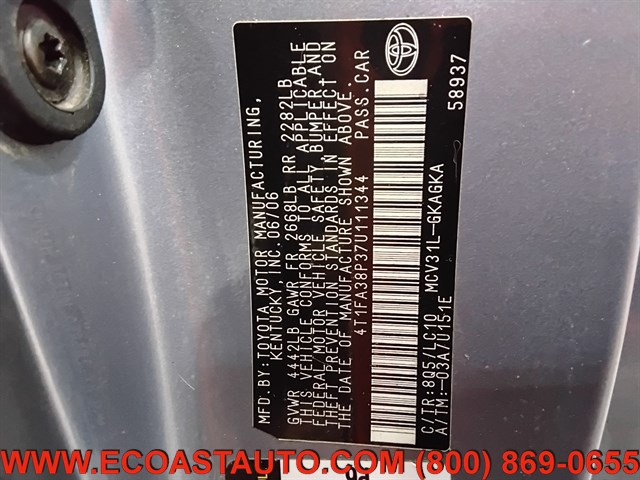 MFD.BY:TOYOTA MOTOR MANUFACTURING,
KENTUCKY, INC.06/06
GVWR 4442LB GAWR FR 2668LB RR 2282LB
THIS VEHICLE CONFORMS TO ALL APPLICABLE
FEDERAL MOTOR VEHICLE SAFETY,BUMPER,AND
THEFT PREVENTION STANDARDS IN EFFECT ON
THE DATE OF MANUFACTURE SHOWN ABOVE.
4T1FA38P37U111344 PASS.CAR
C/TR:8Q5/LC10 MCV31L-GKAGKA
A/TM:-03A/U151E
58937
WWW.ECOASTAUTO.COM (800) 869-0655